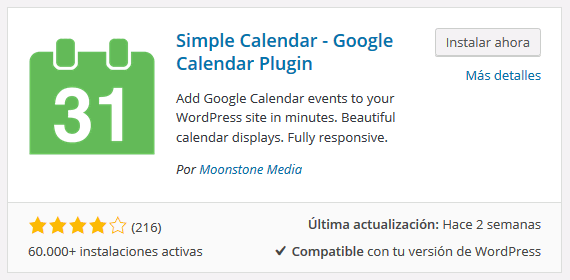 31
Simple Calendar - Google
Calendar Plugin
Instalar ahora
Más detalles
Add Google Calendar events to your
WordPress site in minutes. Beautiful
calendar displays. Fully responsive.
Por Moonstone Media
(216)
60.000+ instalaciones activas
Última actualización: Hace 2 semanas
Compatible con tu versión de WordPress